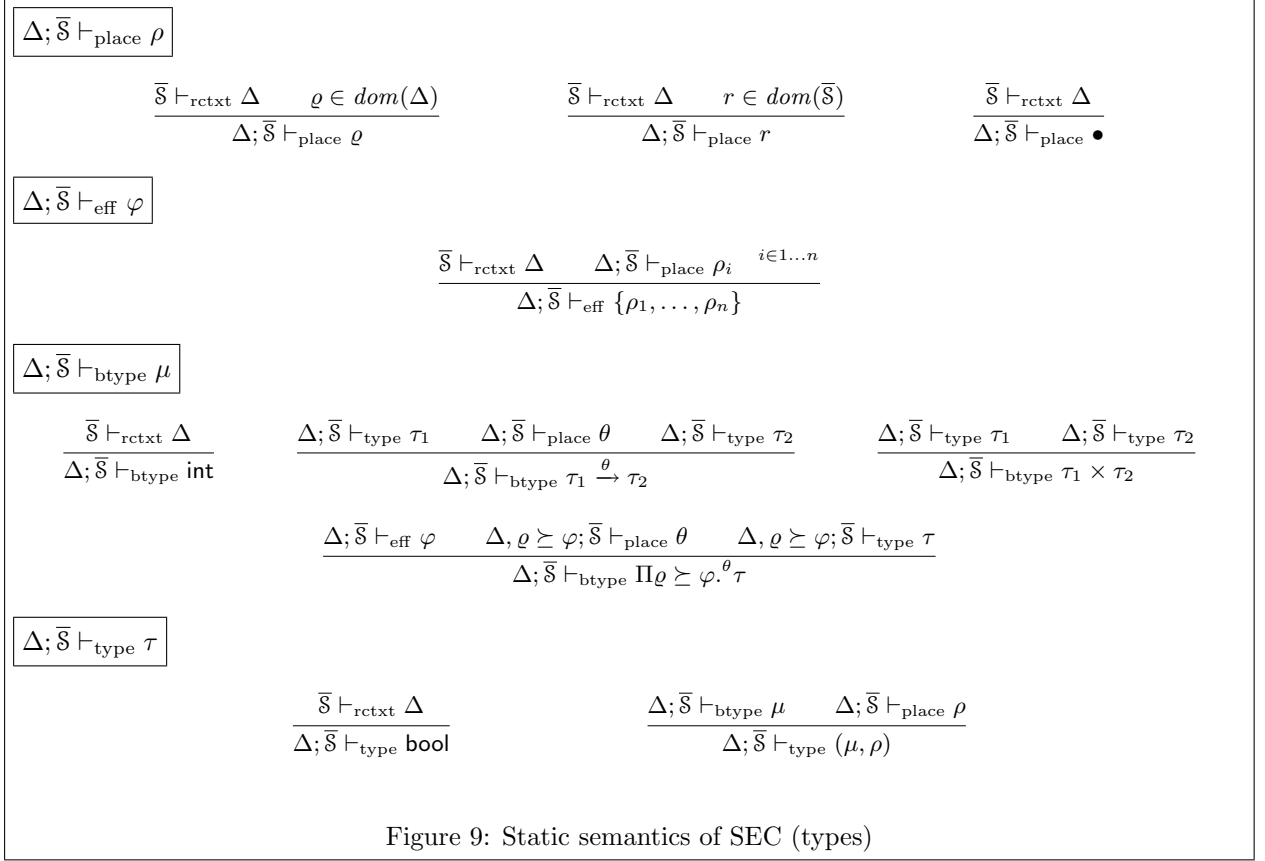 Δ; S̄ ⊢place ρ
S̄ ⊢rctxt Δ ϱ ∈ dom(Δ) S̄ ⊢rctxt Δ r ∈ dom(S̄) S̄ ⊢rctxt Δ
Δ; S̄ ⊢place ϱ Δ; S̄ ⊢place r Δ; S̄ ⊢place •
Δ; S̄ ⊢eff φ
S̄ ⊢rctxt Δ Δ; S̄ ⊢place ρi i∈1...n
Δ; S̄ ⊢eff {ρ1, . . . , ρn}
Δ; S̄ ⊢btype μ
S̄ ⊢rctxt Δ Δ; S̄ ⊢type τ1 Δ; S̄ ⊢place θ Δ; S̄ ⊢type τ2 Δ; S̄ ⊢type τ1 Δ; S̄ ⊢type τ2
Δ; S̄ ⊢btype int Δ; S̄ ⊢btype τ1 →θ τ2 Δ; S̄ ⊢btype τ1 × τ2
Δ; S̄ ⊢eff φ Δ, ϱ ⪰ φ; S̄ ⊢place θ Δ, ϱ ⪰ φ; S̄ ⊢type τ
Δ; S̄ ⊢btype Πϱ ⪰ φ.θτ
Δ; S̄ ⊢type τ
S̄ ⊢rctxt Δ Δ; S̄ ⊢btype μ Δ; S̄ ⊢place ρ
Δ; S̄ ⊢type bool Δ; S̄ ⊢type (μ, ρ)
Figure 9: Static semantics of SEC (types)